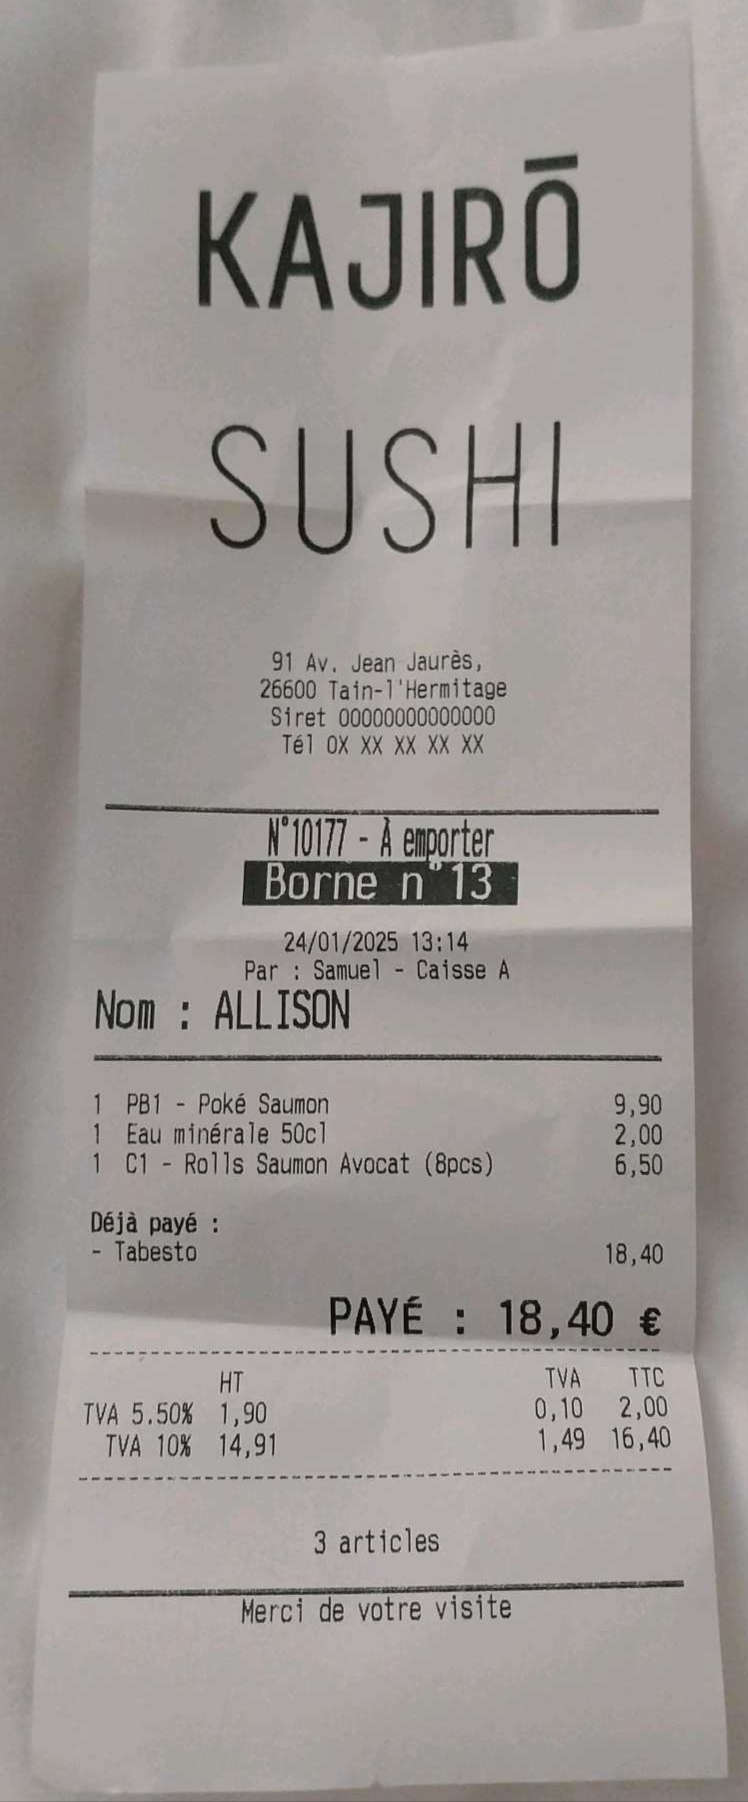 KAJIRŌ
SUSHI
91 Av. Jean Jaurès,
26600 Tain-l'Hermitage
Siret 00000000000000
Tél 0X XX XX XX XX
N°10177 - À emporter
Borne n°13
24/01/2025 13:14
Par : Samuel - Caisse A
Nom : ALLISON
1 PB1 - Poké Saumon 9,90
1 Eau minérale 50cl 2,00
1 C1 - Rolls Saumon Avocat (8pcs) 6,50
Déjà payé :
- Tabesto 18,40
PAYÉ : 18,40 €
HT TVA TTC
TVA 5.50% 1,90 0,10 2,00
TVA 10% 14,91 1,49 16,40
3 articles
Merci de votre visite